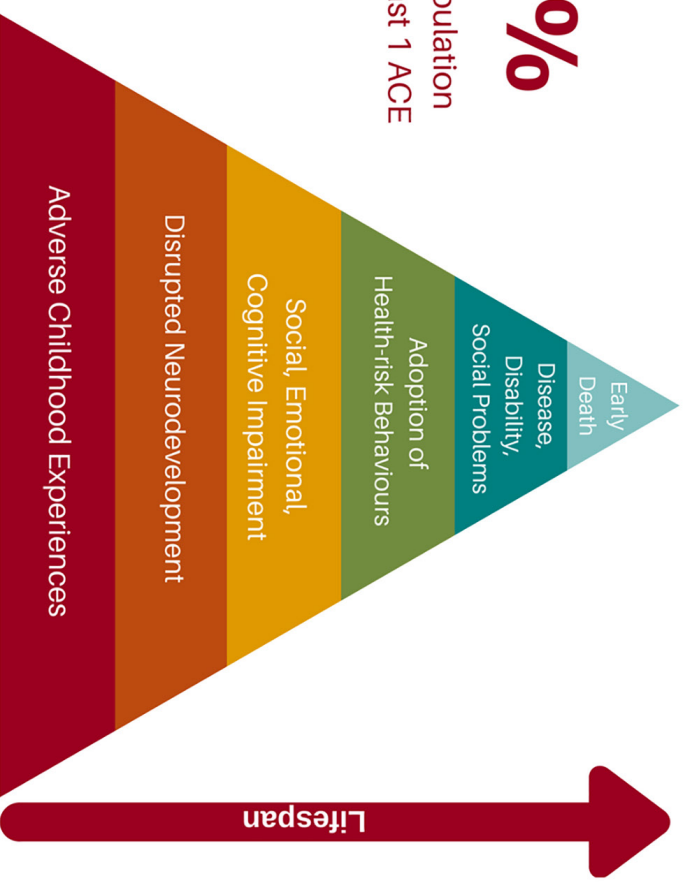 %
pulation
st 1 ACE
Early
Death
Disease,
Disability,
Social Problems
Adoption of
Health-risk Behaviours
Social, Emotional,
Cognitive Impairment
Disrupted Neurodevelopment
Adverse Childhood Experiences
Lifespan